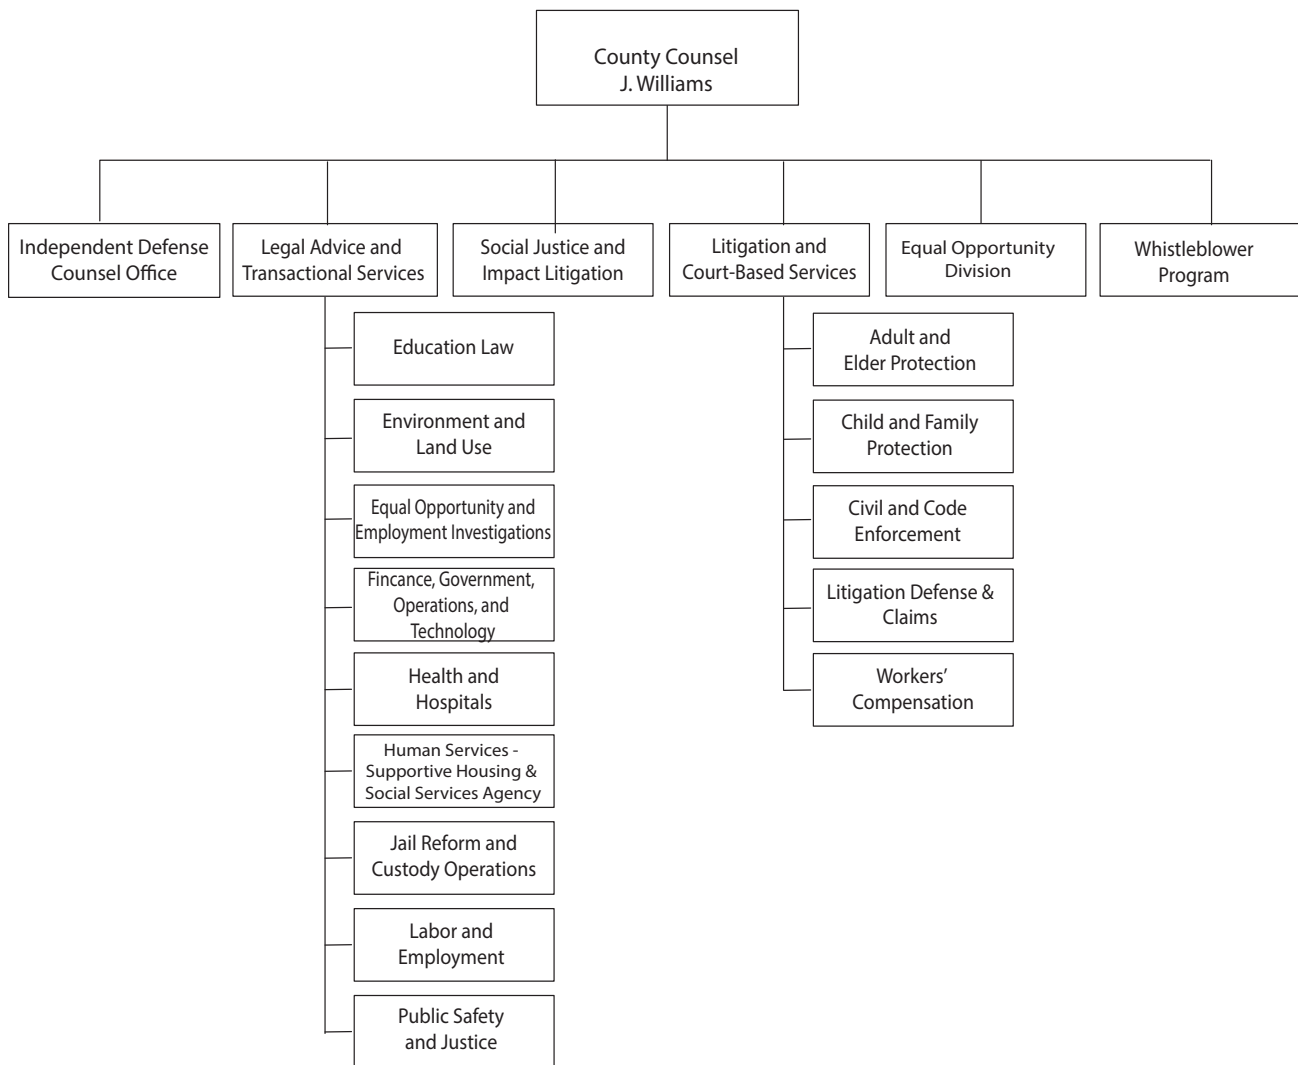 County Counsel
J. Williams
Independent Defense
Counsel Office
Legal Advice and
Transactional Services
Social Justice and
Impact Litigation
Litigation and
Court-Based Services
Equal Opportunity
Division
Whistleblower
Program
Education Law
Environment and
Land Use
Equal Opportunity and
Employment Investigations
Fincance, Government,
Operations, and
Technology
Health and
Hospitals
Human Services -
Supportive Housing &
Social Services Agency
Jail Reform and
Custody Operations
Labor and
Employment
Public Safety
and Justice
Adult and
Elder Protection
Child and Family
Protection
Civil and Code
Enforcement
Litigation Defense &
Claims
Workers’
Compensation